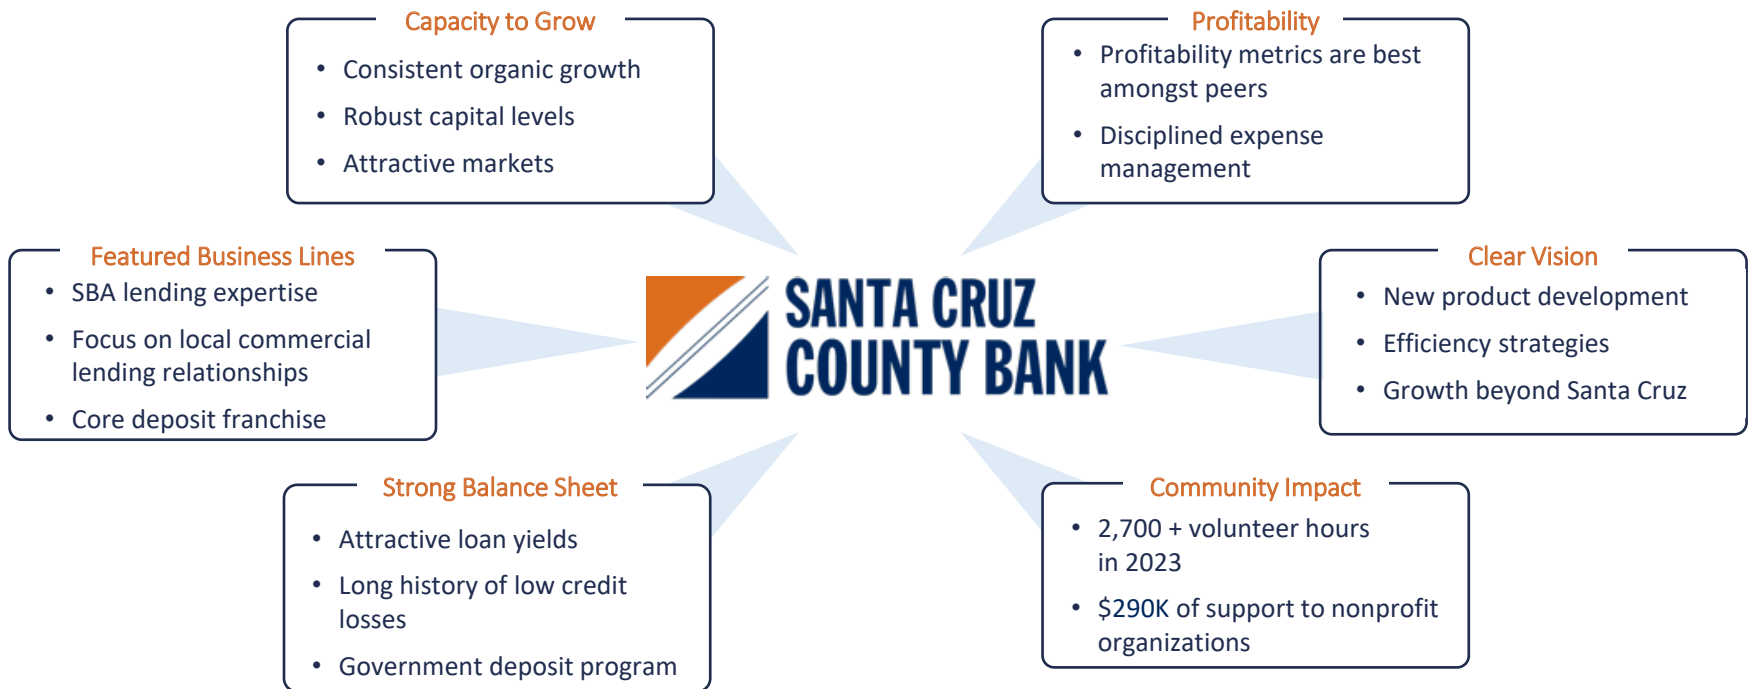 Capacity to Grow
• Consistent organic growth
• Robust capital levels
• Attractive markets
Profitability
• Profitability metrics are best
amongst peers
• Disciplined expense
management
Featured Business Lines
• SBA lending expertise
• Focus on local commercial
lending relationships
• Core deposit franchise
SANTA CRUZ
COUNTY BANK
Clear Vision
• New product development
• Efficiency strategies
• Growth beyond Santa Cruz
Strong Balance Sheet
• Attractive loan yields
• Long history of low credit
losses
• Government deposit program
Community Impact
• 2,700 + volunteer hours
in 2023
• $290K of support to nonprofit
organizations